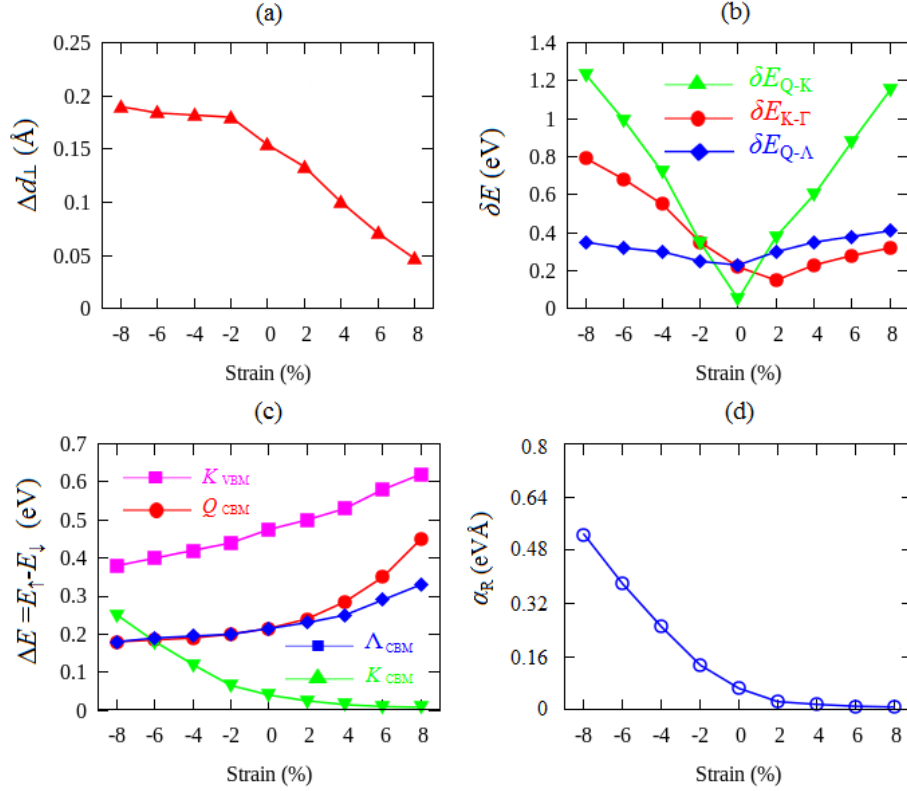 (a)
Δd⊥ (Å)
0.25
0.2
0.15
0.1
0.05
0
-8 -6 -4 -2 0 2 4 6 8
Strain (%)
(b)
δE (eV)
1.4
1.2
1.0
0.8
0.6
0.4
0.2
0
δE Q-K
δE K-Γ
δE Q-Λ
-8 -6 -4 -2 0 2 4 6 8
Strain (%)
(c)
ΔE =E↑-E↓ (eV)
0.7
0.6
0.5
0.4
0.3
0.2
0.1
0
K VBM
Q CBM
Λ CBM
K CBM
-8 -6 -4 -2 0 2 4 6 8
Strain (%)
(d)
αR (eVÅ)
0.8
0.64
0.48
0.32
0.16
0
-8 -6 -4 -2 0 2 4 6 8
Strain (%)